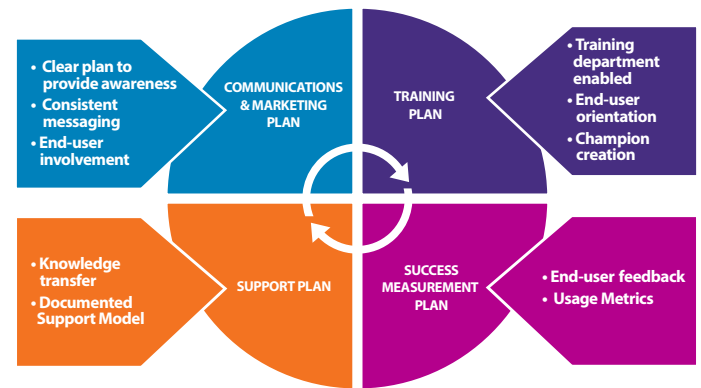 • Clear plan to
provide awareness
• Consistent
messaging
• End-user
involvement
COMMUNICATIONS
& MARKETING
PLAN
TRAINING
PLAN
• Training
department
enabled
• End-user
orientation
• Champion
creation
• Knowledge
transfer
• Documented
Support Model
SUPPORT PLAN
SUCCESS
MEASUREMENT
PLAN
• End-user feedback
• Usage Metrics